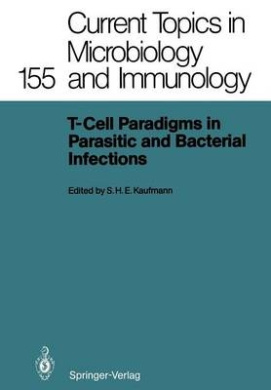 Current Topics in
155 Microbiology
and Immunology
T-Cell Paradigms in
Parasitic and Bacterial
Infections
Edited by S. H. E. Kaufmann
Springer-Verlag